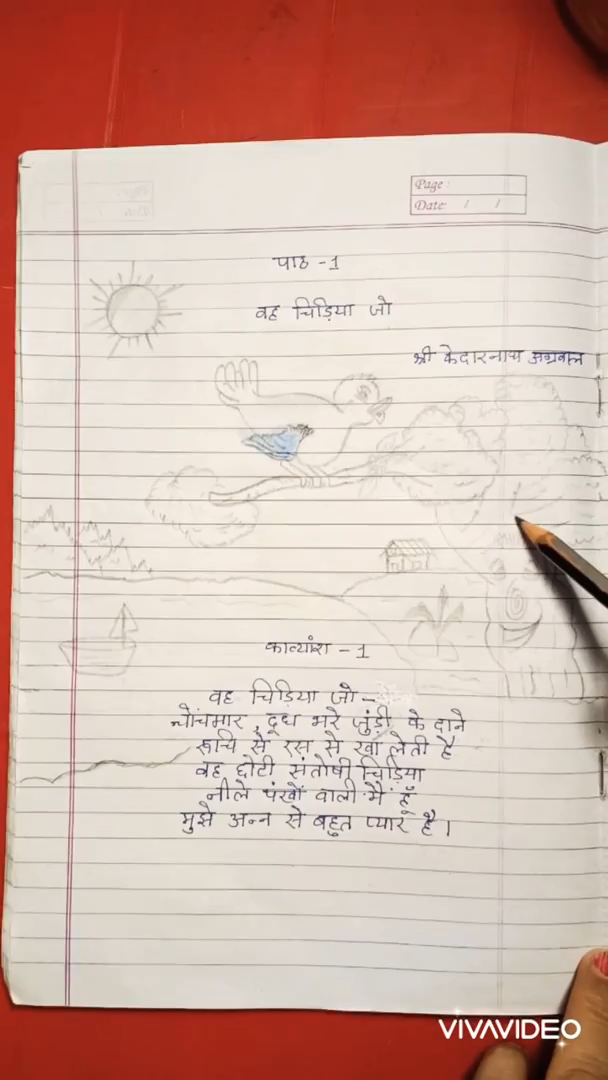 Page:
Date: / /
पाठ - 1
वह चिड़िया जो
श्री केदारनाथ अग्रवाल
काव्यांश - 1
वह चिड़िया जो -
चोंचमार, दूध भरे जुंडी के दाने
रूचि से रस से खा लेती है
वह छोटी संतोषी चिड़िया
नीले पंखों वाली मैं हूँ
मुझे अन्न से बहुत प्यार है।
VIVAVIDEO